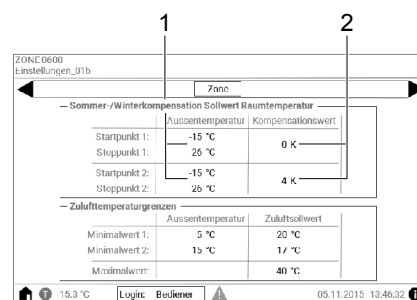 1 2
ZONE0600
Einstellungen_01b
Zone
Sommer-/Winterkompensation Sollwert Raumtemperatur
Aussentemperatur Kompensationswert
Startpunkt 1: -15 °C 0 K
Stoppunkt 1: 26 °C
Startpunkt 2: -15 °C 4 K
Stoppunkt 2: 26 °C
Zulufttemperaturgrenzen
Aussentemperatur Zuluftsollwert
Minimalwert 1: 5 °C 20 °C
Minimalwert 2: 15 °C 17 °C
Maximalwert: 40 °C
T 15.3 °C Login: Bediener 05.11.2015 13:46:32